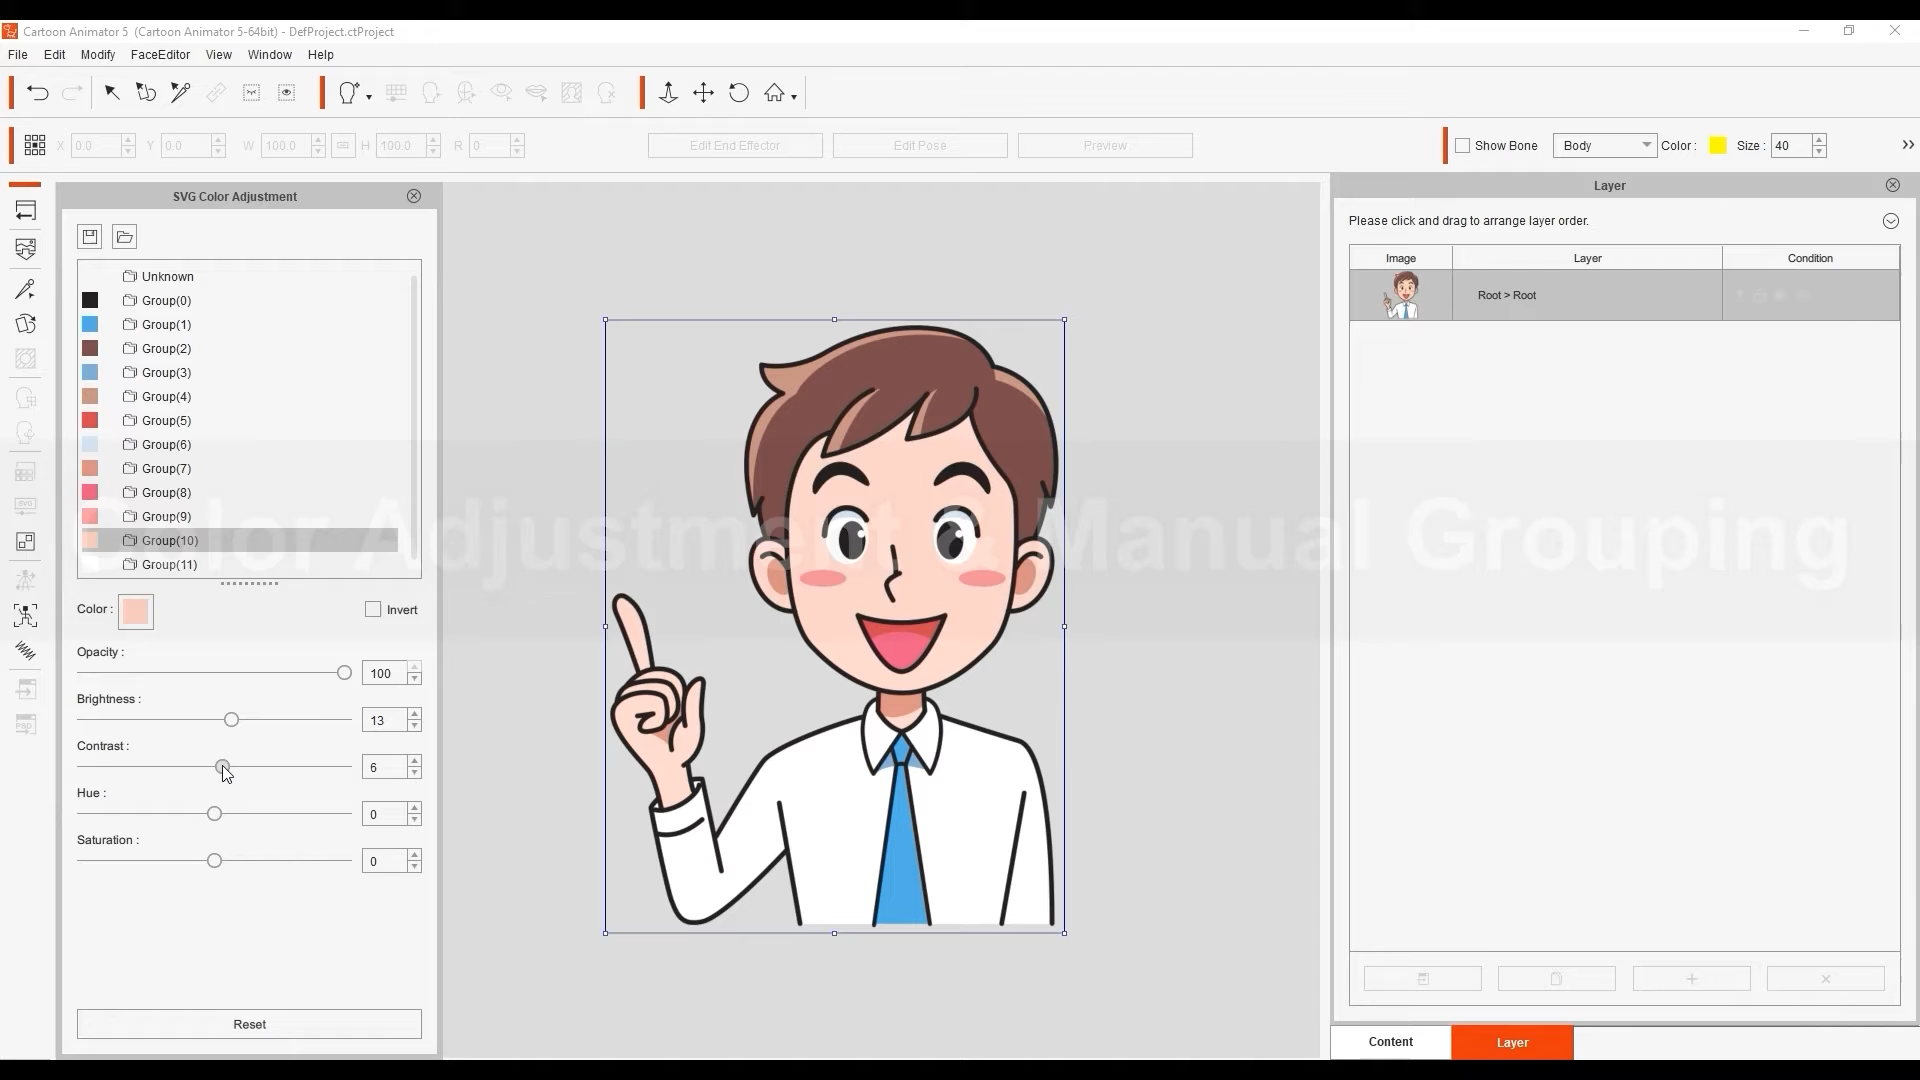 Cartoon Animator 5 (Cartoon Animator 5-64bit) - DefProject.ctProject
File Edit Modify FaceEditor View Window Help
X 0.0 Y 0.0 W 100.0 H 100.0 R 0 Edit End Effector Edit Pose Preview Show Bone Body Color : Size : 40
SVG Color Adjustment
Layer
Please click and drag to arrange layer order.
Image Layer Condition
Root > Root
Unknown
Group(0)
Group(1)
Group(2)
Group(3)
Group(4)
Group(5)
Group(6)
Group(7)
Group(8)
Group(9)
Group(10)
Group(11)
Color Adjustment & Manual Grouping
Color : Invert
Opacity :
100
Brightness :
13
Contrast :
6
Hue :
0
Saturation :
0
Reset
Content Layer